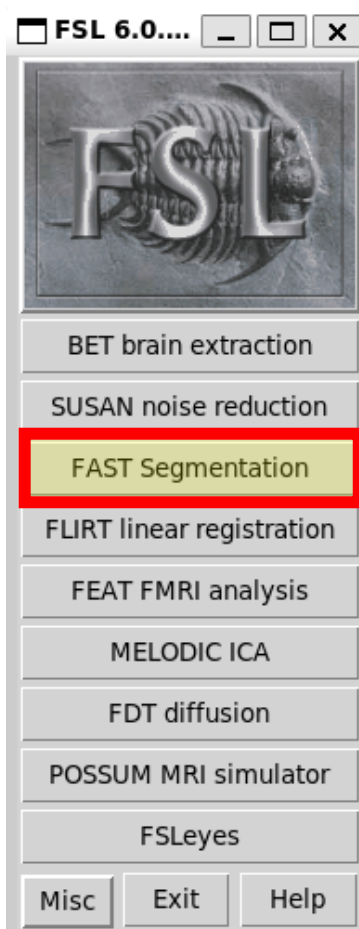 FSL 6.0....
FSL
BET brain extraction
SUSAN noise reduction
FAST Segmentation
FLIRT linear registration
FEAT FMRI analysis
MELODIC ICA
FDT diffusion
POSSUM MRI simulator
FSLeyes
Misc Exit Help